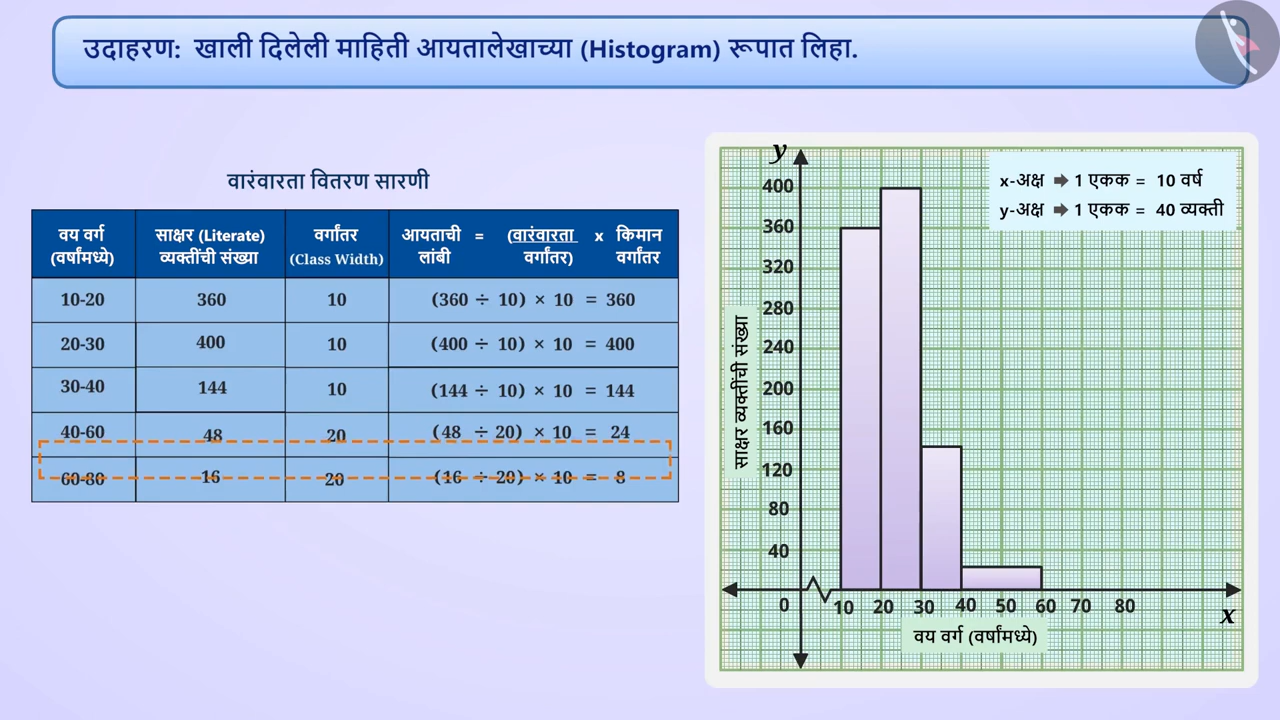 उदाहरण: खाली दिलेली माहिती आयतालेखाच्या (Histogram) रूपात लिहा.
वारंवारता वितरण सारणी
वय वर्ग
(वर्षांमध्ये)
साक्षर (Literate)
व्यक्तींची संख्या
वर्गांतर
(Class Width)
आयताची = (वारंवारता x किमान
लांबी वर्गांतर) वर्गांतर
10-20 360 10 (360 ÷ 10) × 10 = 360
20-30 400 10 (400 ÷ 10) × 10 = 400
30-40 144 10 (144 ÷ 10) × 10 = 144
40-60 48 20 (48 ÷ 20) × 10 = 24
60-80 16 20 (16 ÷ 20) × 10 = 8
y
x-अक्ष ➡ 1 एकक = 10 वर्ष
y-अक्ष ➡ 1 एकक = 40 व्यक्ती
400
360
320
280
240
200
160
120
80
40
साक्षर व्यक्तींची संख्या
0 10 20 30 40 50 60 70 80
x
वय वर्ग (वर्षांमध्ये)